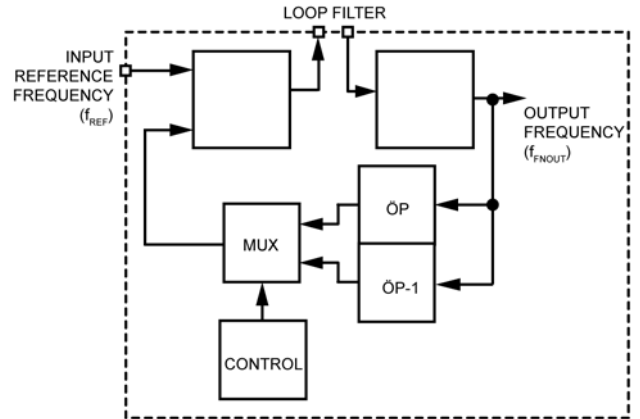 LOOP FILTER
INPUT
REFERENCE
FREQUENCY
(fREF)
OUTPUT
FREQUENCY
(fFNOUT)
ÖP
MUX
ÖP-1
CONTROL